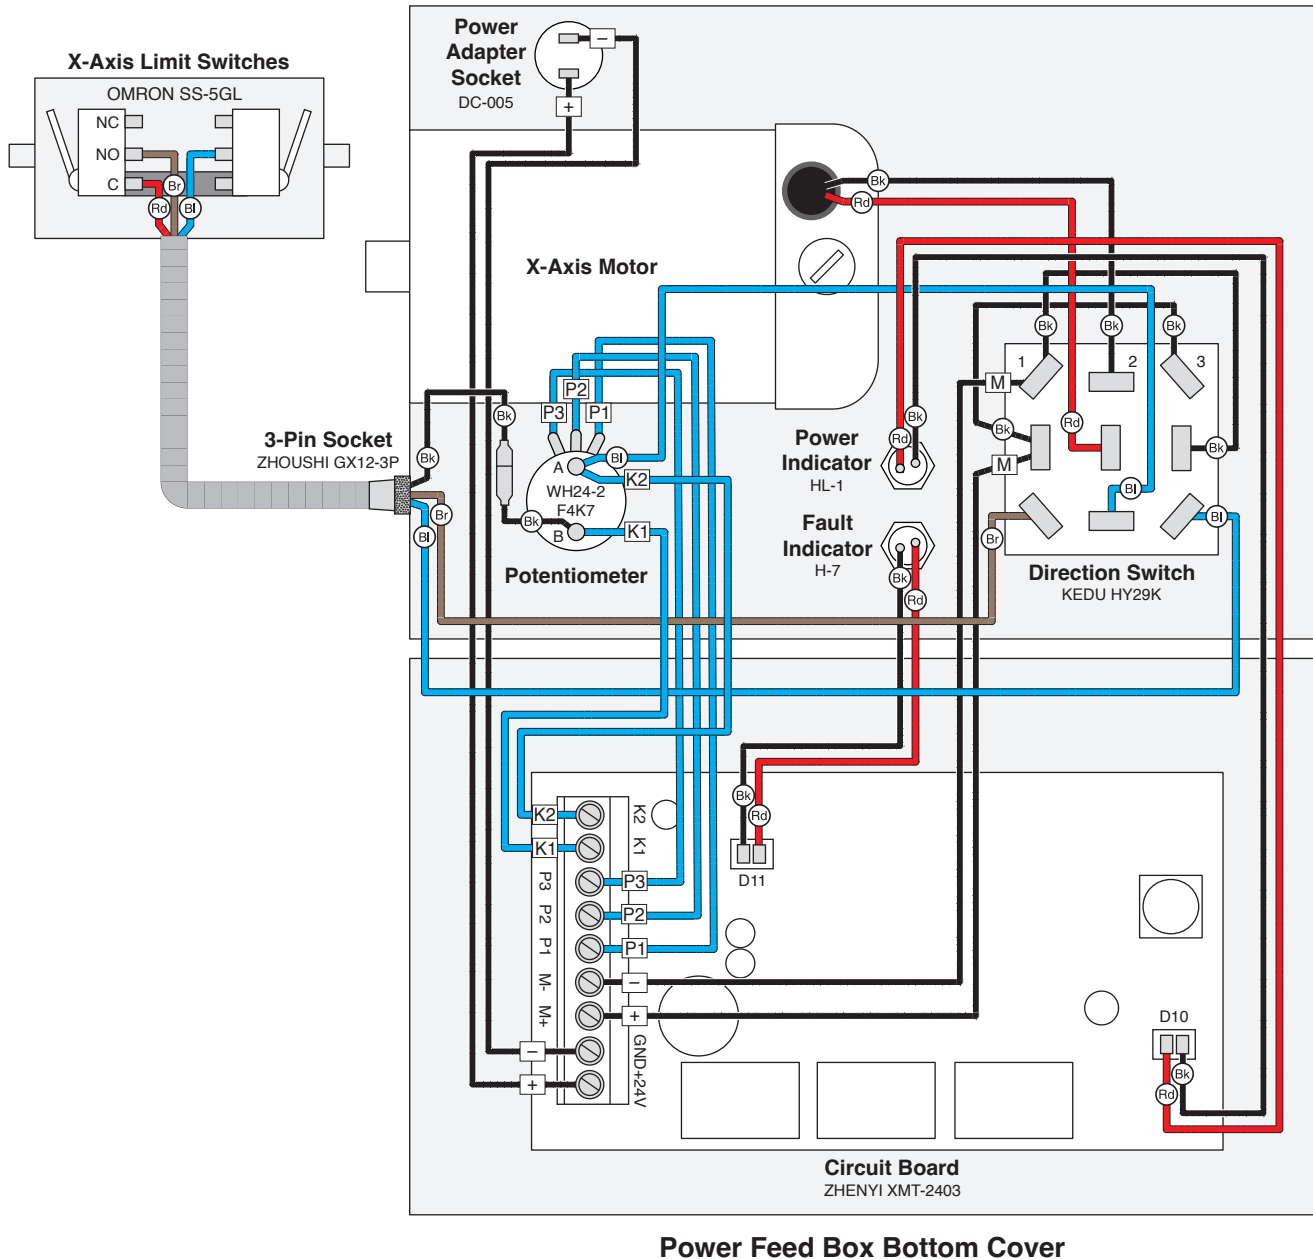 Power
Adapter
Socket
DC-005
−
+
X-Axis Limit Switches
OMRON SS-5GL
NC
NO
C
Br
Rd
Bl
Bk
Rd
X-Axis Motor
Bk
Bk
Bk
1
2
3
M
P3
P2
P1
Bk
Rd
Bk
Rd
Bk
Bk
M
3-Pin Socket
ZHOUSHI GX12-3P
Bk
A
Bl
K2
WH24-2
F4K7
Bk
B
K1
Br
Bl
Potentiometer
Power
Indicator
HL-1
Fault
Indicator
H-7
Bk
Rd
Bl
Bl
Br
Direction Switch
KEDU HY29K
K2
K2
K1
K1
P3
P3
P2
P2
P1
P1
M-
−
M+
+
−
GND
+
+24V
Bk
Rd
D11
D10
Bk
Rd
Circuit Board
ZHENYI XMT-2403
Power Feed Box Bottom Cover